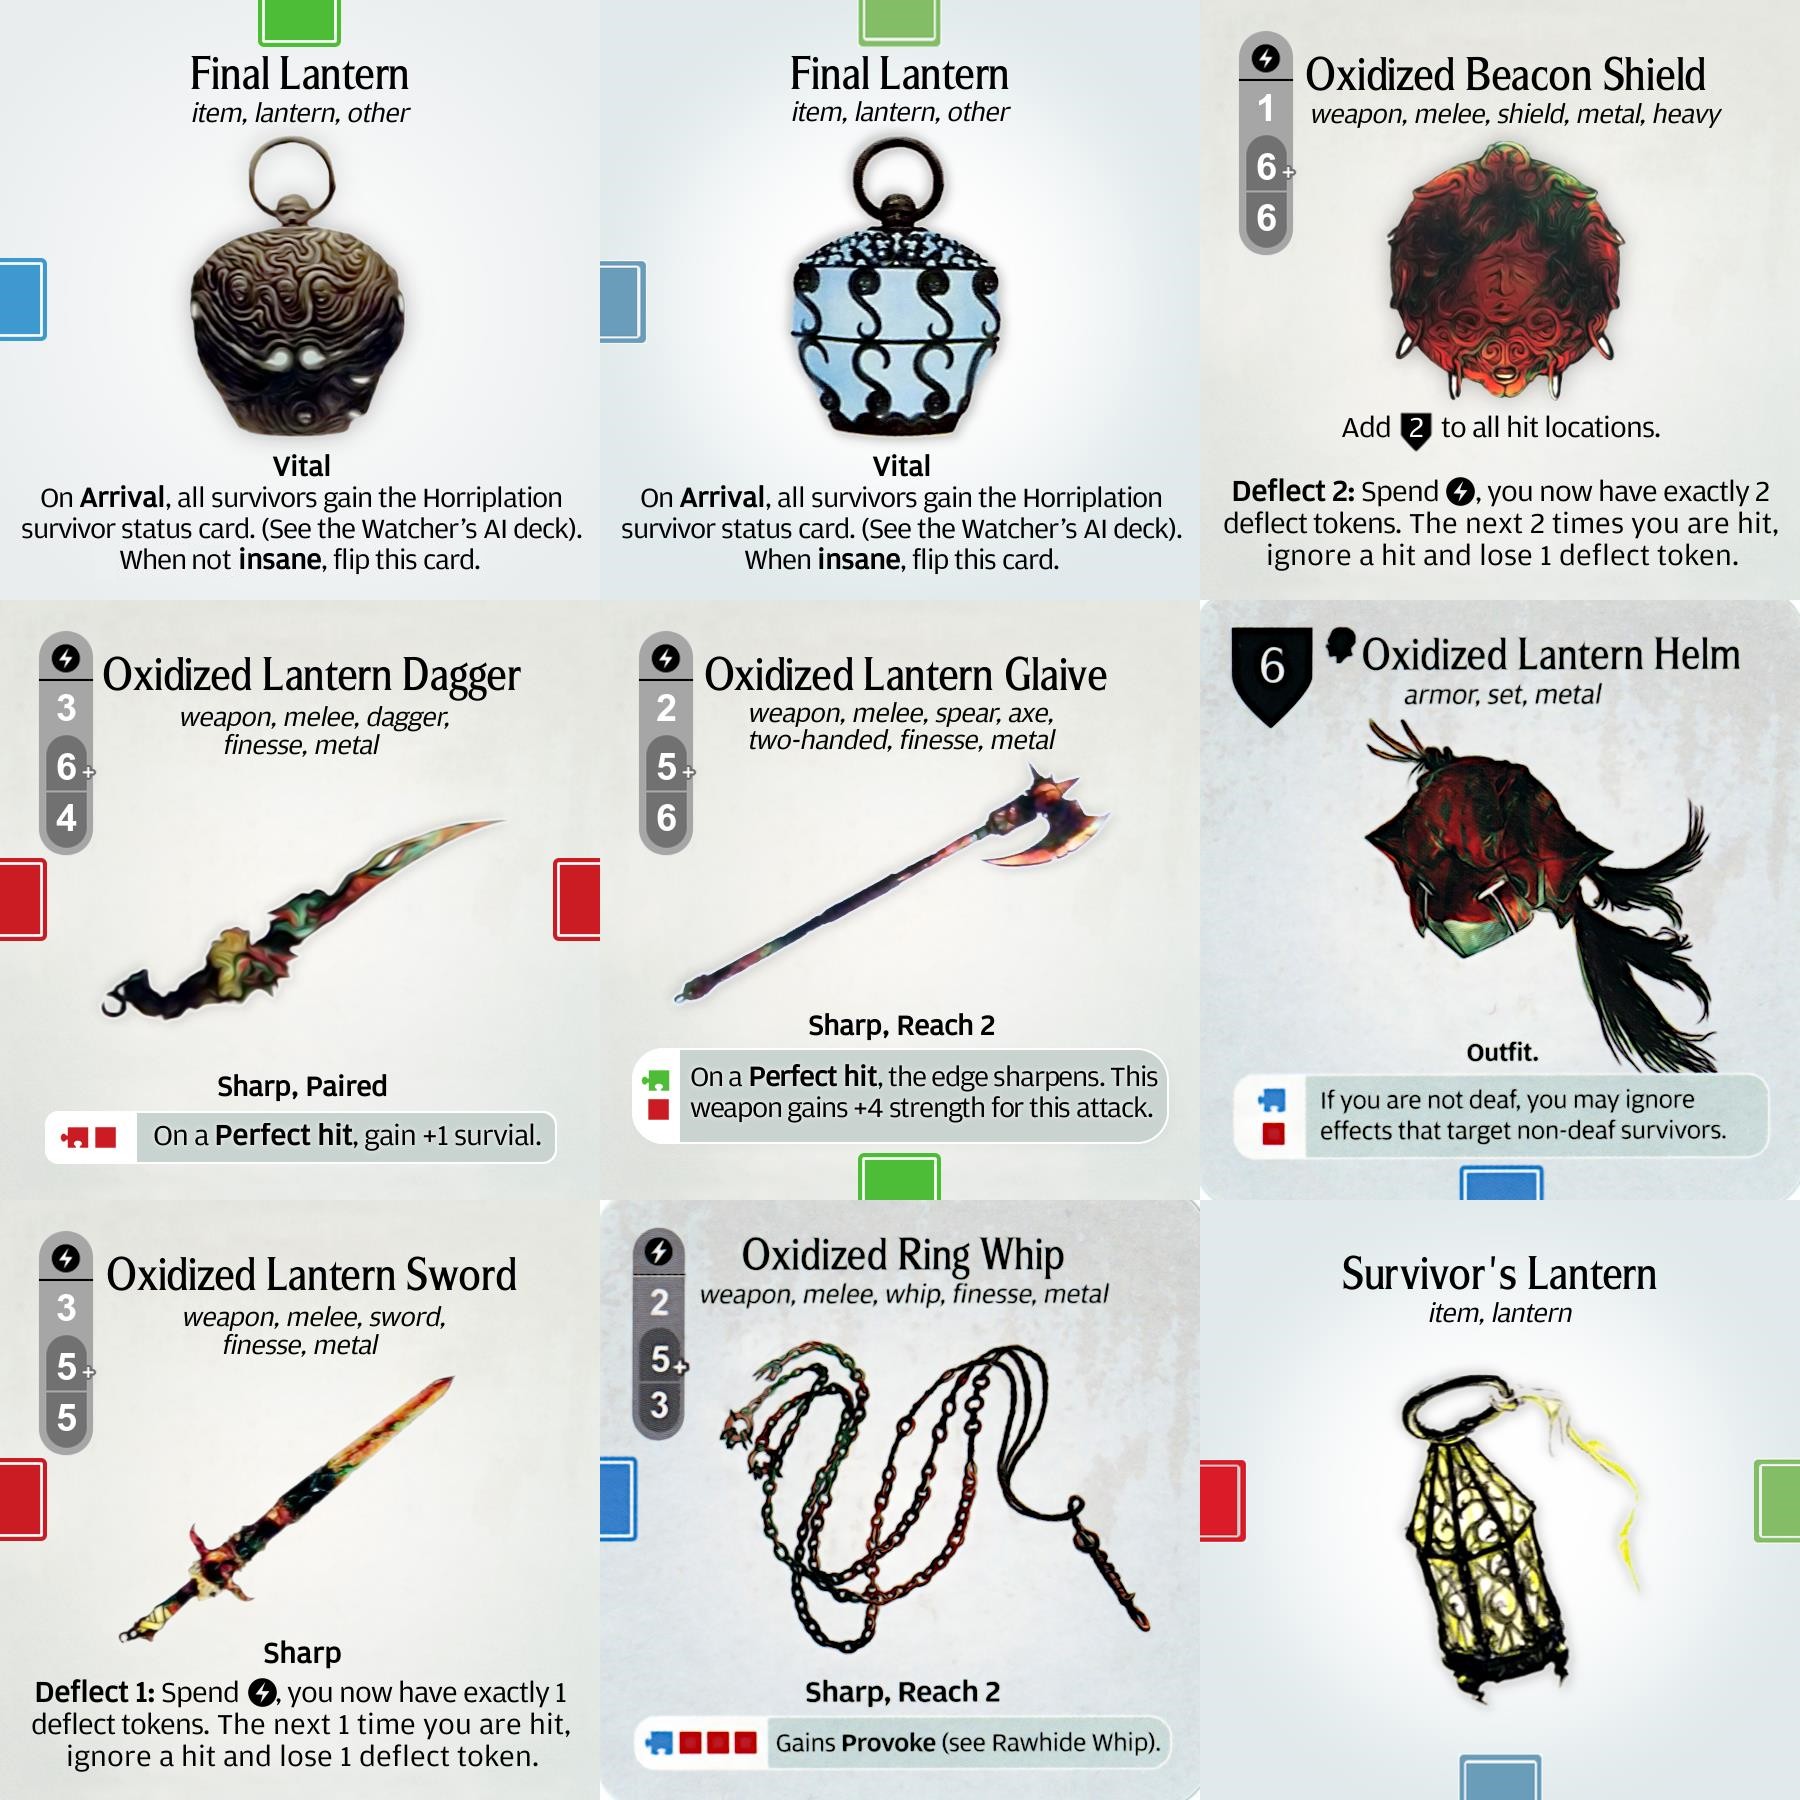 Final Lantern
item, lantern, other
Vital
On Arrival, all survivors gain the Horriplation
survivor status card. (See the Watcher's AI deck).
When not insane, flip this card.
Final Lantern
item, lantern, other
Vital
On Arrival, all survivors gain the Horriplation
survivor status card. (See the Watcher's AI deck).
When insane, flip this card.
Oxidized Beacon Shield
weapon, melee, shield, metal, heavy
1
6+
6
Add 2 to all hit locations.
Deflect 2: Spend , you now have exactly 2
deflect tokens. The next 2 times you are hit,
ignore a hit and lose 1 deflect token.
Oxidized Lantern Dagger
weapon, melee, dagger,
finesse, metal
3
6+
4
Sharp, Paired
On a Perfect hit, gain +1 survial.
Oxidized Lantern Glaive
weapon, melee, spear, axe,
two-handed, finesse, metal
2
5+
6
Sharp, Reach 2
On a Perfect hit, the edge sharpens. This
weapon gains +4 strength for this attack.
6
Oxidized Lantern Helm
armor, set, metal
Outfit.
If you are not deaf, you may ignore
effects that target non-deaf survivors.
Oxidized Lantern Sword
weapon, melee, sword,
finesse, metal
3
5+
5
Sharp
Deflect 1: Spend , you now have exactly 1
deflect tokens. The next 1 time you are hit,
ignore a hit and lose 1 deflect token.
Oxidized Ring Whip
weapon, melee, whip, finesse, metal
2
5+
3
Sharp, Reach 2
Gains Provoke (see Rawhide Whip).
Survivor's Lantern
item, lantern